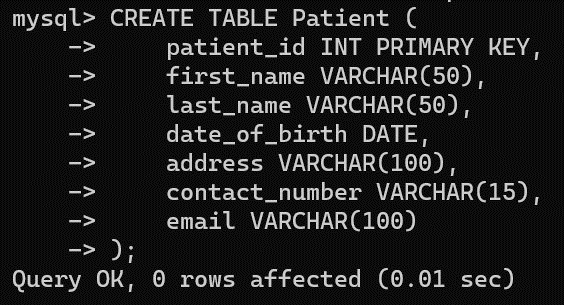 mysql> CREATE TABLE Patient (
    ->     patient_id INT PRIMARY KEY,
    ->     first_name VARCHAR(50),
    ->     last_name VARCHAR(50),
    ->     date_of_birth DATE,
    ->     address VARCHAR(100),
    ->     contact_number VARCHAR(15),
    ->     email VARCHAR(100)
    -> );
Query OK, 0 rows affected (0.01 sec)